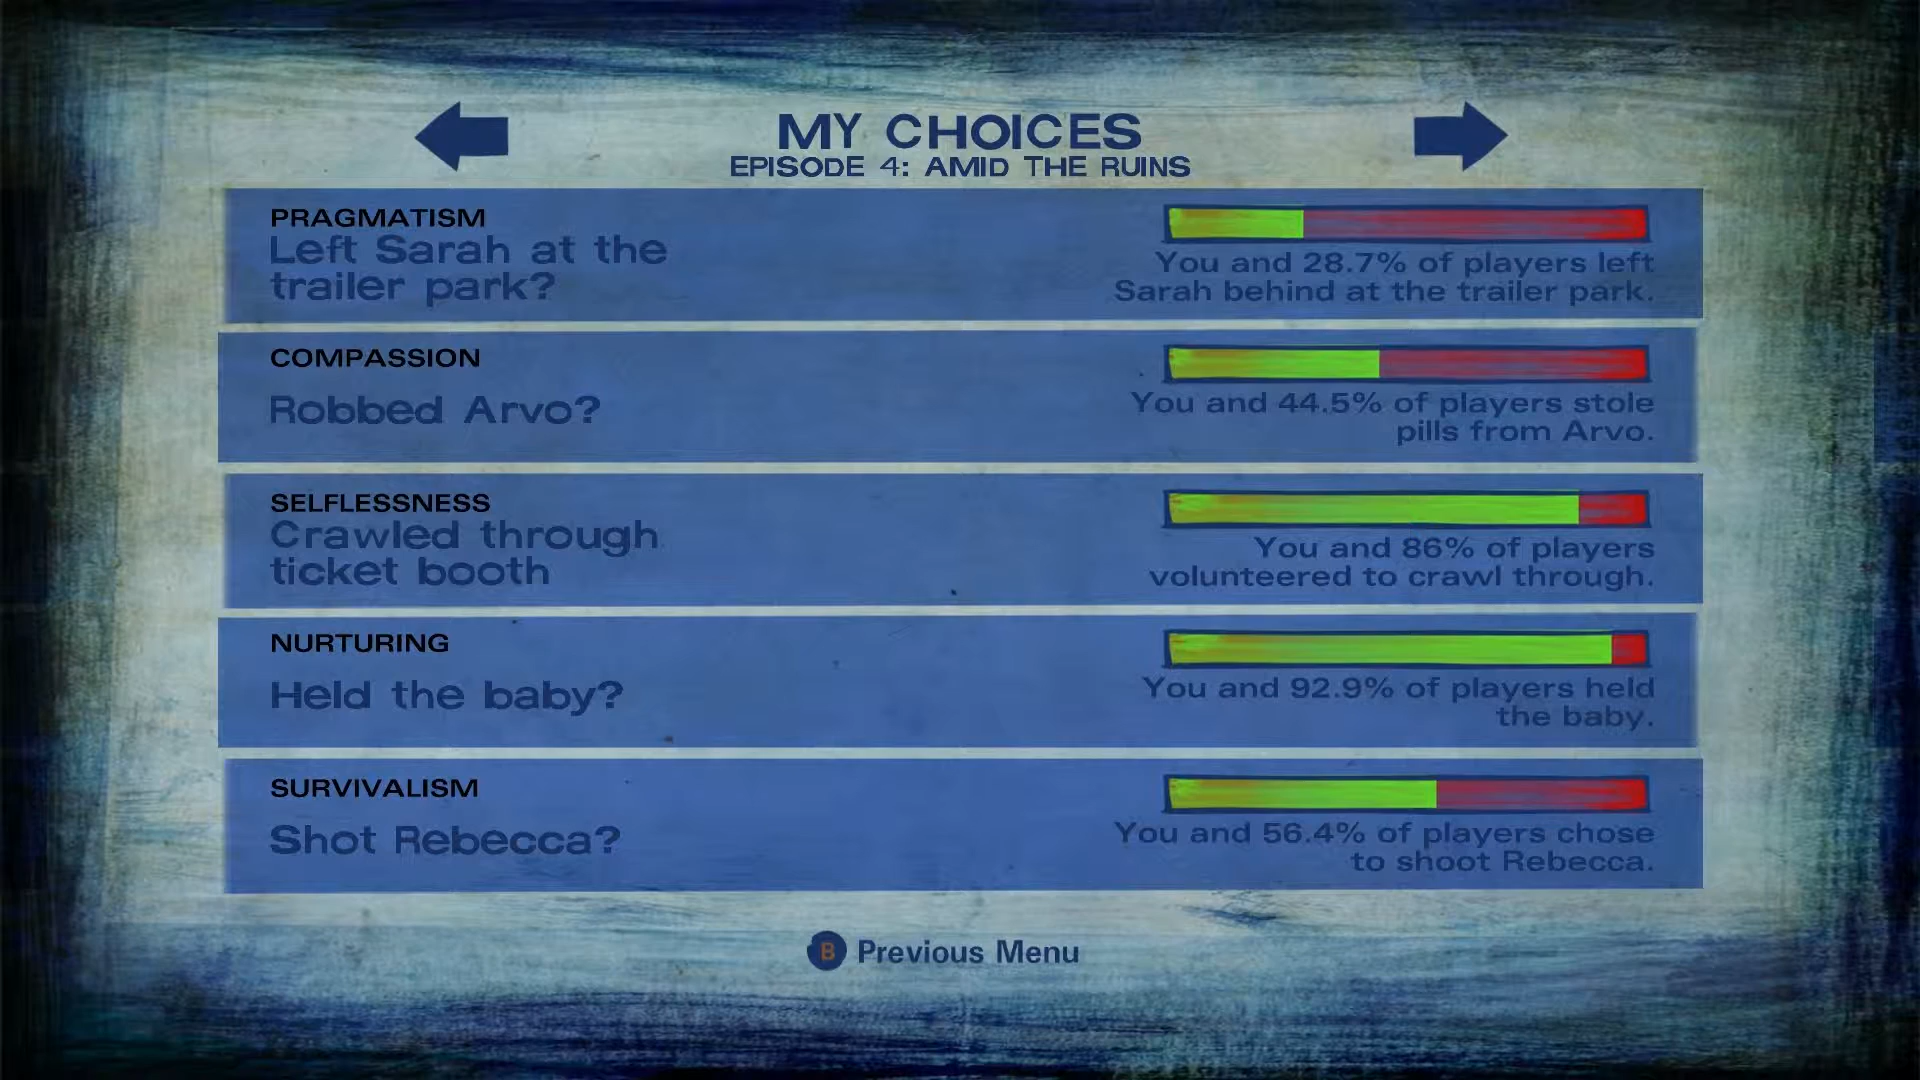 MY CHOICES
EPISODE 4: AMID THE RUINS
PRAGMATISM
Left Sarah at the
trailer park?
You and 28.7% of players left
Sarah behind at the trailer park.
COMPASSION
Robbed Arvo?
You and 44.5% of players stole
pills from Arvo.
SELFLESSNESS
Crawled through
ticket booth
You and 86% of players
volunteered to crawl through.
NURTURING
Held the baby?
You and 92.9% of players held
the baby.
SURVIVALISM
Shot Rebecca?
You and 56.4% of players chose
to shoot Rebecca.
B Previous Menu